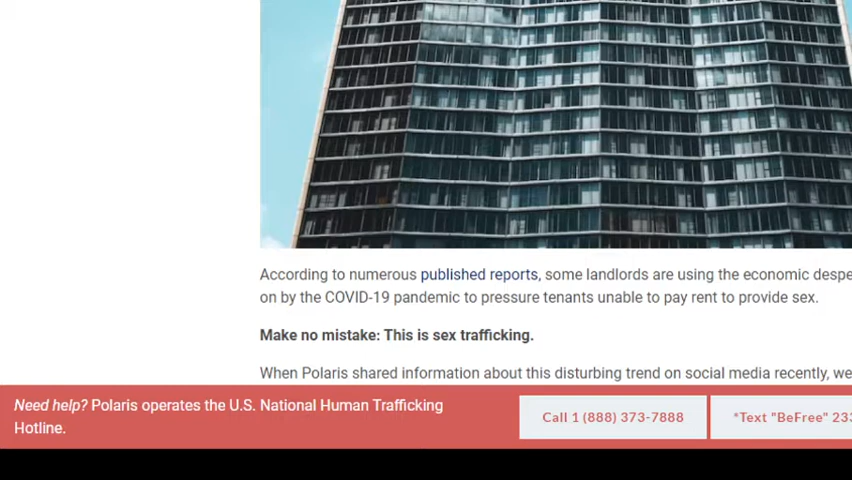 According to numerous published reports, some landlords are using the economic
on by the COVID-19 pandemic to pressure tenants unable to pay rent to provide sex.
Make no mistake: This is sex trafficking.
When Polaris shared information about this disturbing trend on social media recently, we
Need help? Polaris operates the U.S. National Human Trafficking
Hotline.
Call 1 (888) 373-7888
*Text "BeFree"